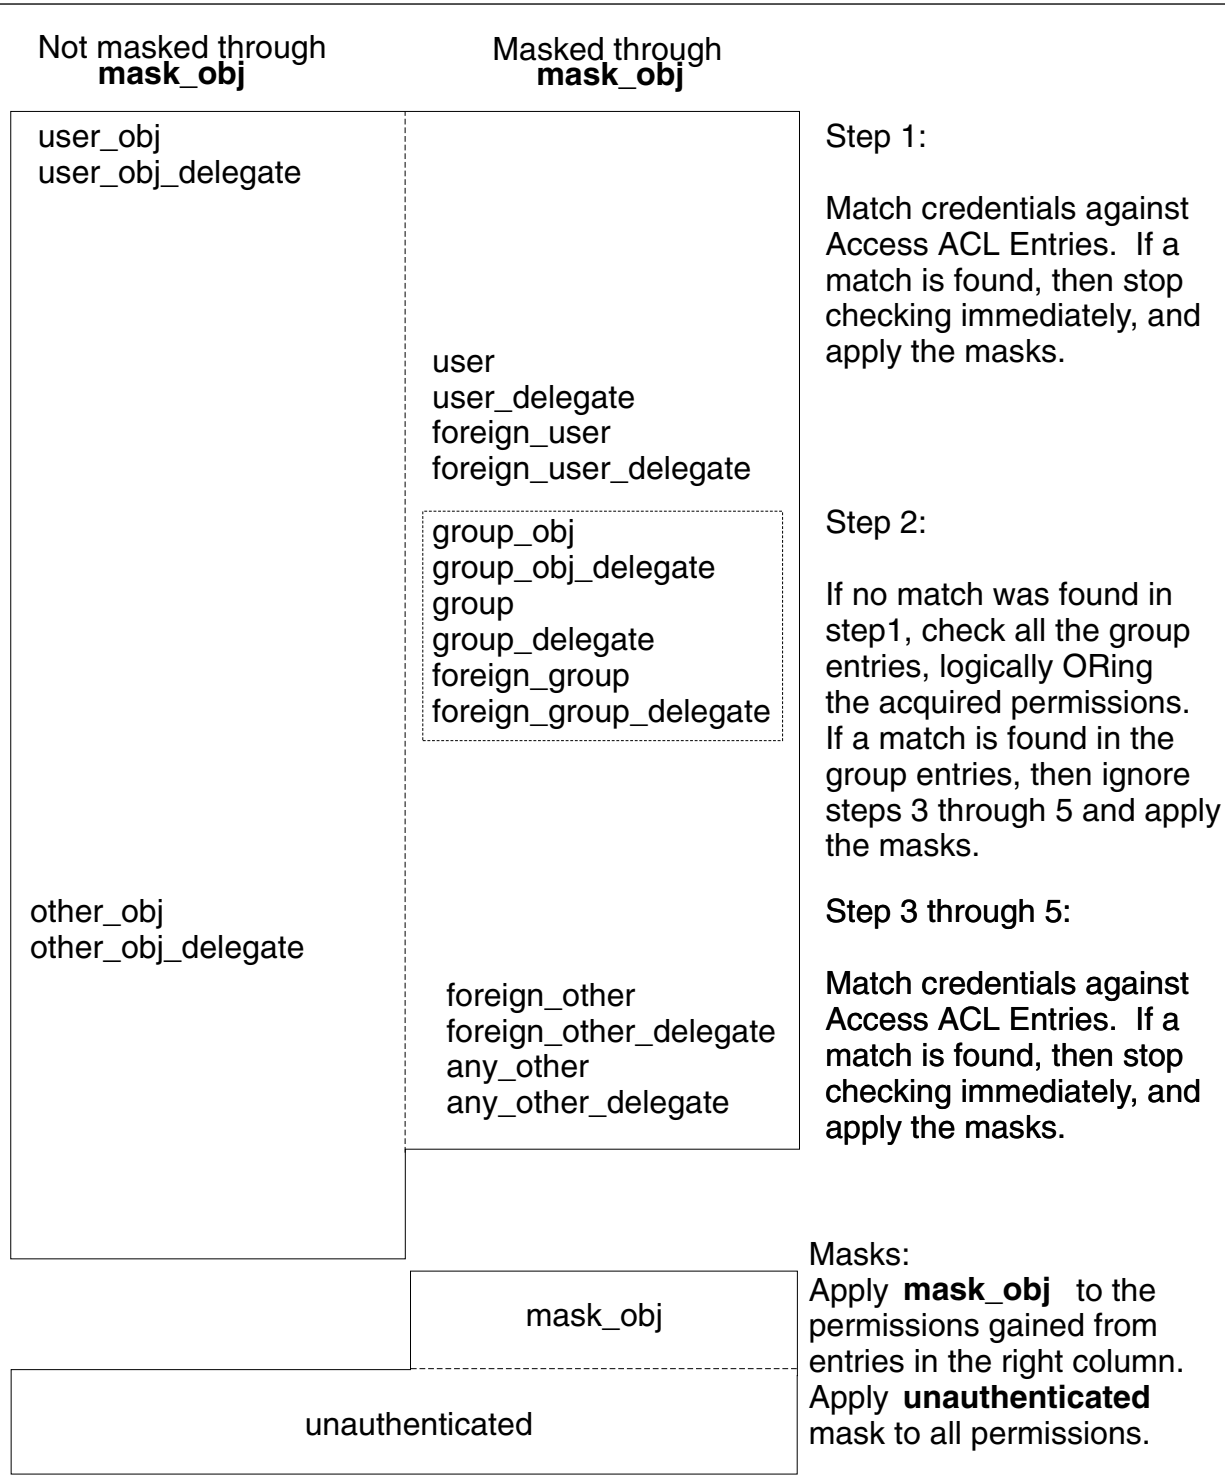 Not masked through
mask_obj
Masked through
mask_obj
user_obj
user_obj_delegate
Step 1:
Match credentials against
Access ACL Entries.  If a
match is found, then stop
checking immediately, and
apply the masks.
user
user_delegate
foreign_user
foreign_user_delegate
group_obj
group_obj_delegate
group
group_delegate
foreign_group
foreign_group_delegate
Step 2:
If no match was found in
step1, check all the group
entries, logically ORing
the acquired permissions.
If a match is found in the
group entries, then ignore
steps 3 through 5 and apply
the masks.
other_obj
other_obj_delegate
Step 3 through 5:
Match credentials against
Access ACL Entries.  If a
match is found, then stop
checking immediately, and
apply the masks.
foreign_other
foreign_other_delegate
any_other
any_other_delegate
mask_obj
unauthenticated
Masks:
Apply mask_obj to the
permissions gained from
entries in the right column.
Apply unauthenticated
mask to all permissions.